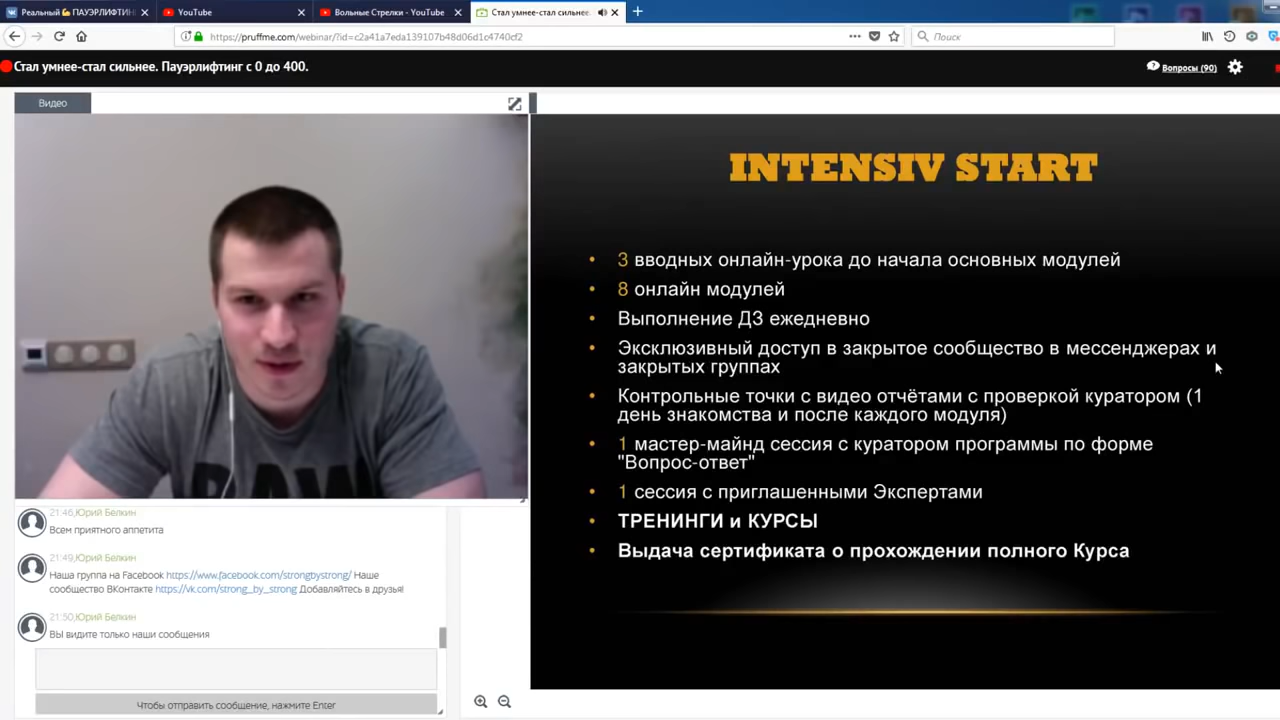 Реальный 💪 ПАУЭРЛИФТИН
YouTube
Вольные Стрелки - YouTube
Стал умнее-стал сильнее.
https://pruffme.com/webinar/?id=c2a41a7eda139107b48d06d1c4740cf2
Поиск
Стал умнее-стал сильнее. Пауэрлифтинг с 0 до 400.
Вопросы (90)
Видео
INTENSIV START
• 3 вводных онлайн-урока до начала основных модулей
• 8 онлайн модулей
• Выполнение ДЗ ежедневно
• Эксклюзивный доступ в закрытое сообщество в мессенджерах и
закрытых группах
• Контрольные точки с видео отчётами с проверкой куратором (1
день знакомства и после каждого модуля)
• 1 мастер-майнд сессия с куратором программы по форме
"Вопрос-ответ"
• 1 сессия с приглашенными Экспертами
• ТРЕНИНГИ и КУРСЫ
• Выдача сертификата о прохождении полного Курса
21:46,Юрий Белкин
Всем приятного аппетита
21:49,Юрий Белкин
Наша группа на Facebook https://www.facebook.com/strongbystrong/ Наше
сообщество ВКонтакте https://vk.com/strong_by_strong Добавляйтесь в друзья!
21:50,Юрий Белкин
ВЫ видите только наши сообщения
Чтобы отправить сообщение, нажмите Enter